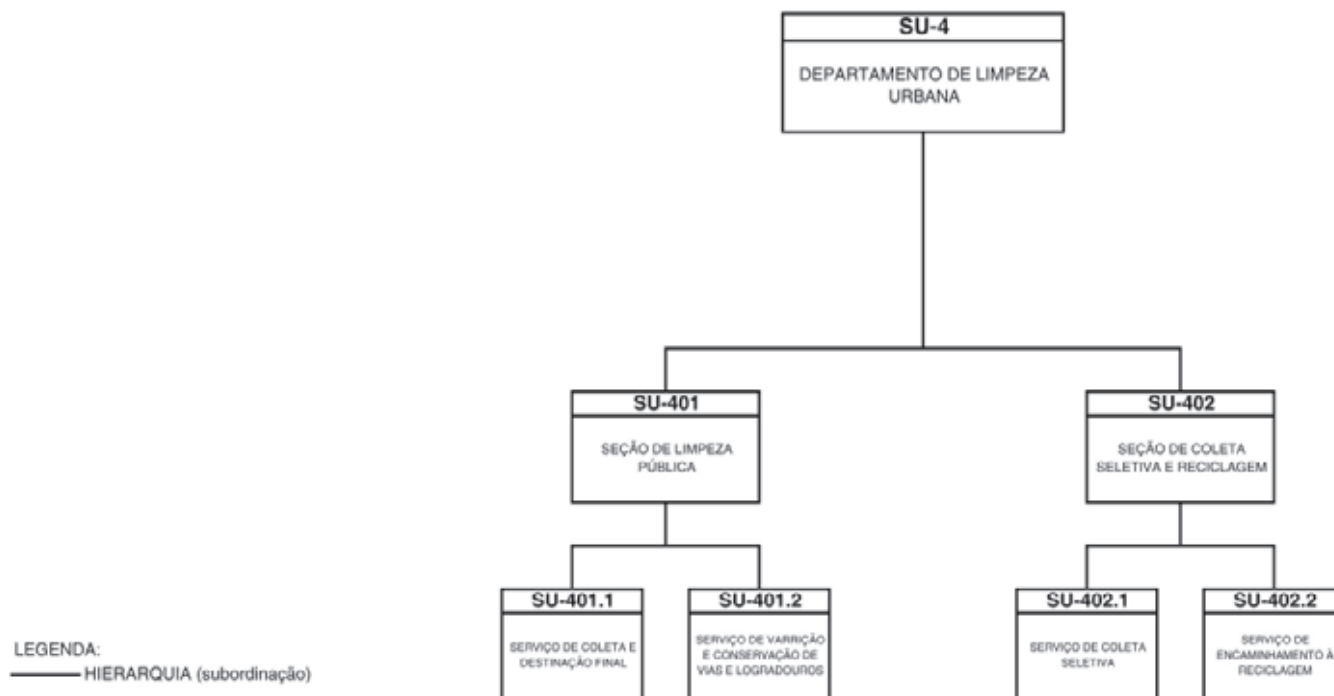 SU-4
DEPARTAMENTO DE LIMPEZA
URBANA
SU-401
SEÇÃO DE LIMPEZA
PÚBLICA
SU-402
SEÇÃO DE COLETA
SELETIVA E RECICLAGEM
SU-401.1
SERVIÇO DE COLETA E
DESTINAÇÃO FINAL
SU-401.2
SERVIÇO DE VARRIÇÃO
E CONSERVAÇÃO DE
VIAS E LOGRADOUROS
SU-402.1
SERVIÇO DE COLETA
SELETIVA
SU-402.2
SERVIÇO DE
ENCAMINHAMENTO À
RECICLAGEM
LEGENDA:
HIERARQUIA (subordinação)